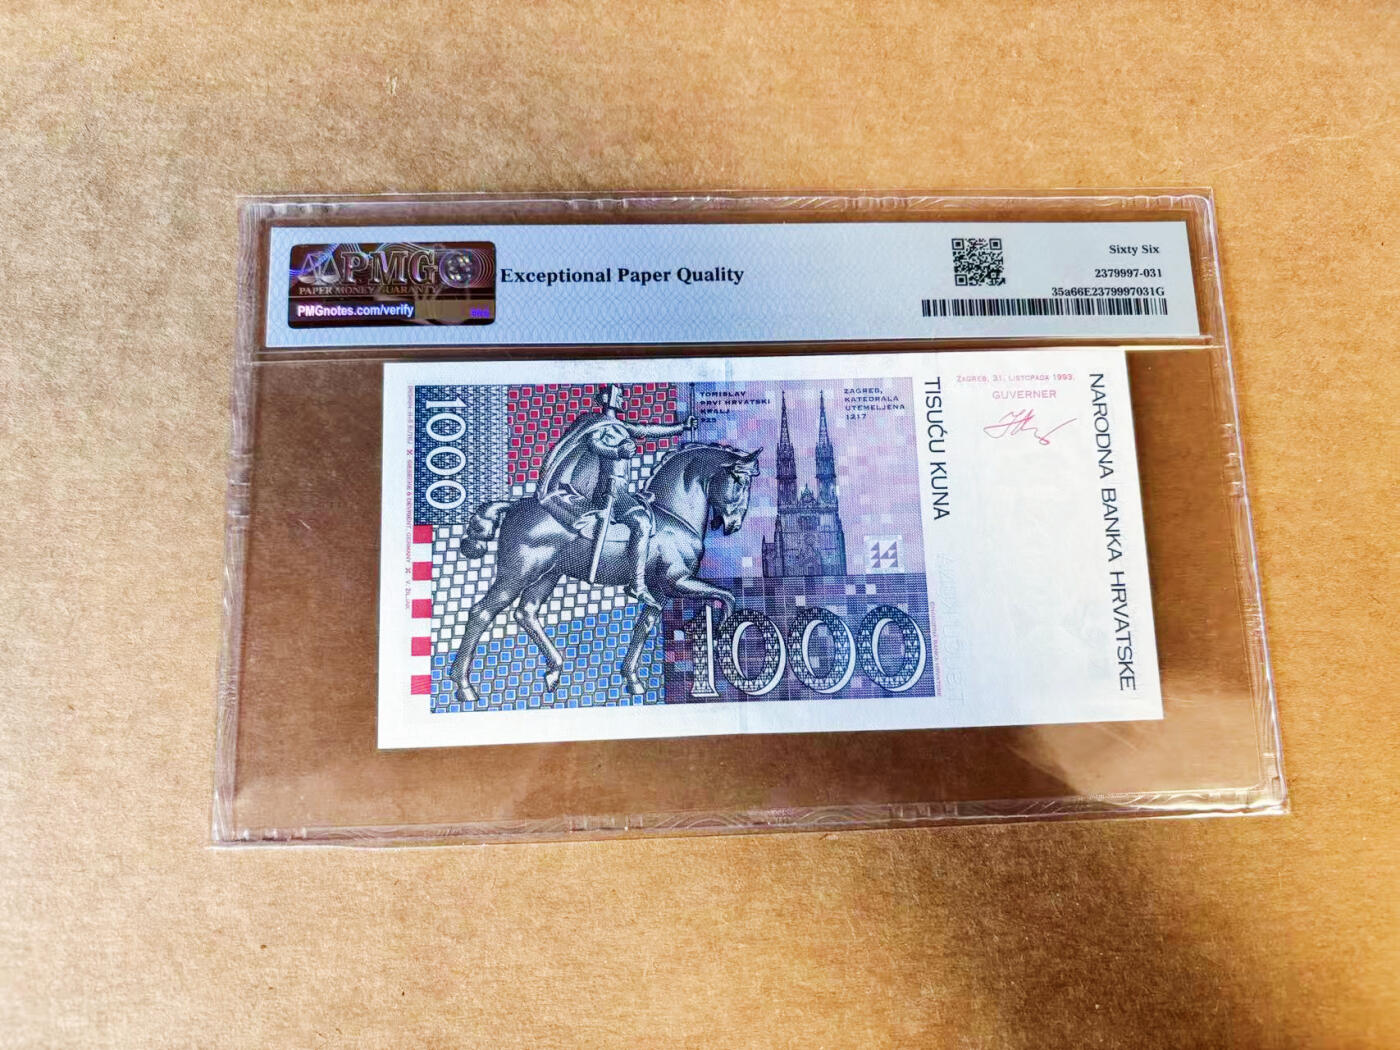 PMG
PAPER MONEY GUARANTY
PMGnotes.com/verify
Exceptional Paper Quality
Sixty Six
2379997-031
35a66E2379997031G
1000
TOMISLAV
PRVI HRVATSKI
KRALJ
925
ZAGREB,
KATEDRALA
UTEMELJENA
1217
1000
TISUĆU KUNA
ZAGREB, 31. LISTOPADA 1993.
GUVERNER
NARODNA BANKA HRVATSKE